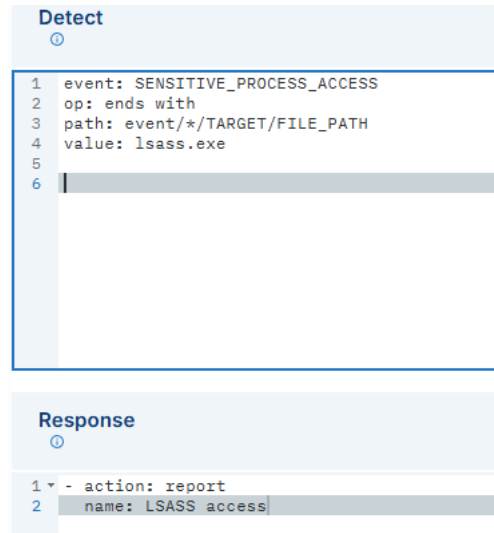 Detect
1 event: SENSITIVE_PROCESS_ACCESS
2 op: ends with
3 path: event/*/TARGET/FILE_PATH
4 value: lsass.exe
5
6
Response
1 - action: report
2 name: LSASS access